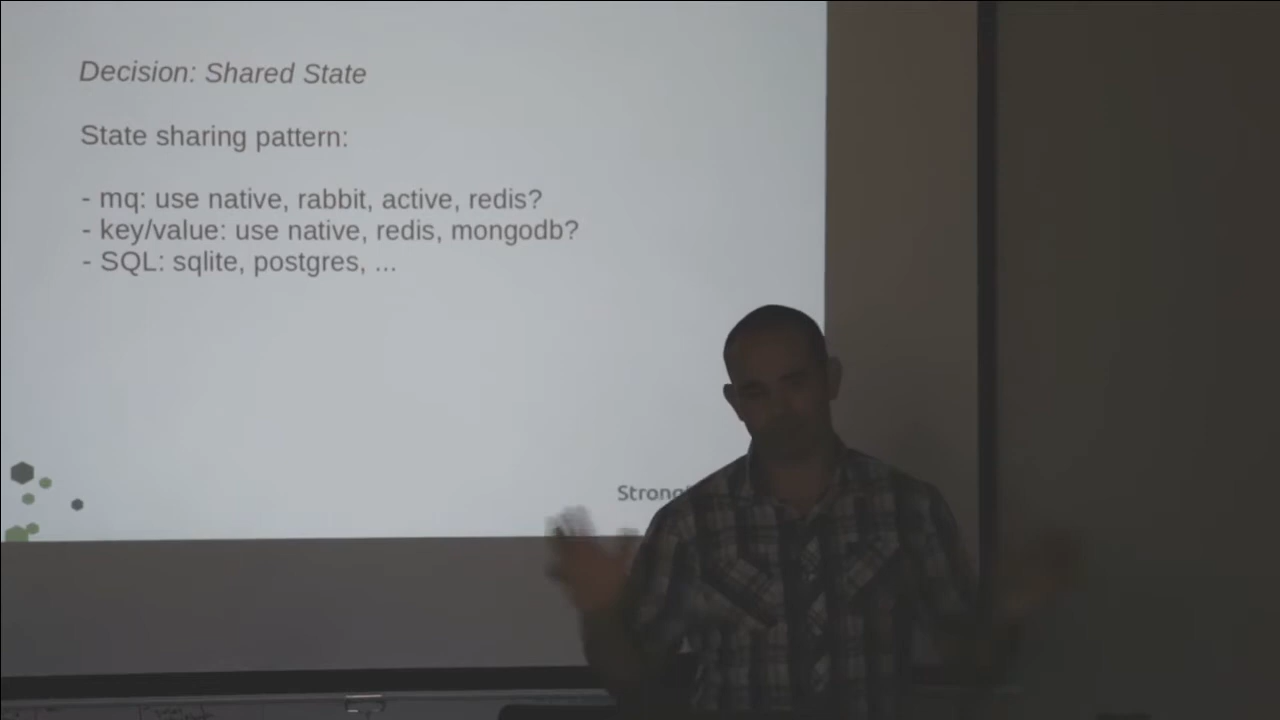 Decision: Shared State
State sharing pattern:
- mq: use native, rabbit, active, redis?
- key/value: use native, redis, mongodb?
- SQL: sqlite, postgres, ...
Strong